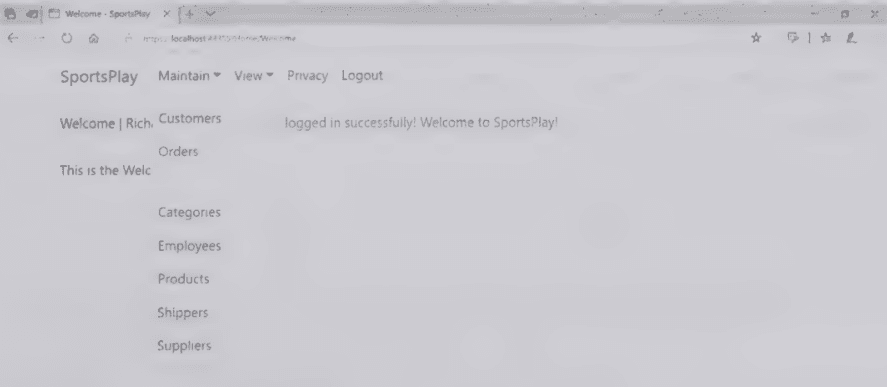 Welcome - SportsPlay
localhost
SportsPlay Maintain View Privacy Logout
Welcome | Rich, logged in successfully! Welcome to SportsPlay!
This is the Welc
Customers
Orders
Categories
Employees
Products
Shippers
Suppliers